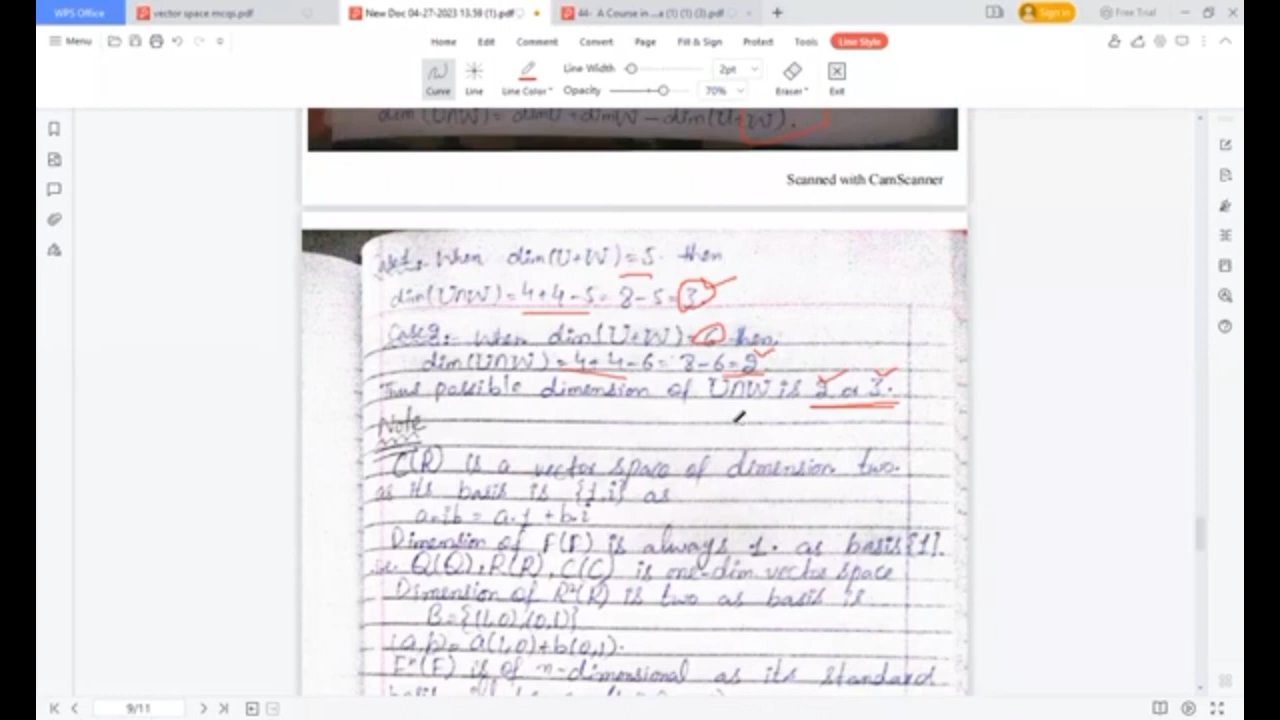 WPS Office
vector space mcqs.pdf
New Doc 04-27-2023 13.59 (1).pdf
44- A Course in ...a (1) (1) (3).pdf
Sign in
Free Trial
Menu
Home Edit Comment Convert Page Fill & Sign Protect Tools Line Style
Curve Line Line Color Line Width 2pt Opacity 70% Eraser Exit
dim(U∩W) = dimU + dimW - dim(U+W).
Scanned with CamScanner
When dim(U+W) = 5. then
dim(U∩W) = 4+4-5 = 8-5 = 3
Case 2:- When dim(U+W) = 6 then
dim(U∩W) = 4+4-6 = 8-6 = 2
Thus possible dimension of U∩W is 2 or 3.
Note
C(R) is a vector space of dimension two.
as its basis is {1,i} as
a+ib = a.1 + b.i
Dimension of F(F) is always 1. as basis {1}.
i.e. Q(Q), R(R), C(C) is one-dim vector space
Dimension of R²(R) is two as basis is
B = {(1,0),(0,1)}
(a,b) = a(1,0)+b(0,1).
Fⁿ(F) is of n-dimensional as its standard
9/11